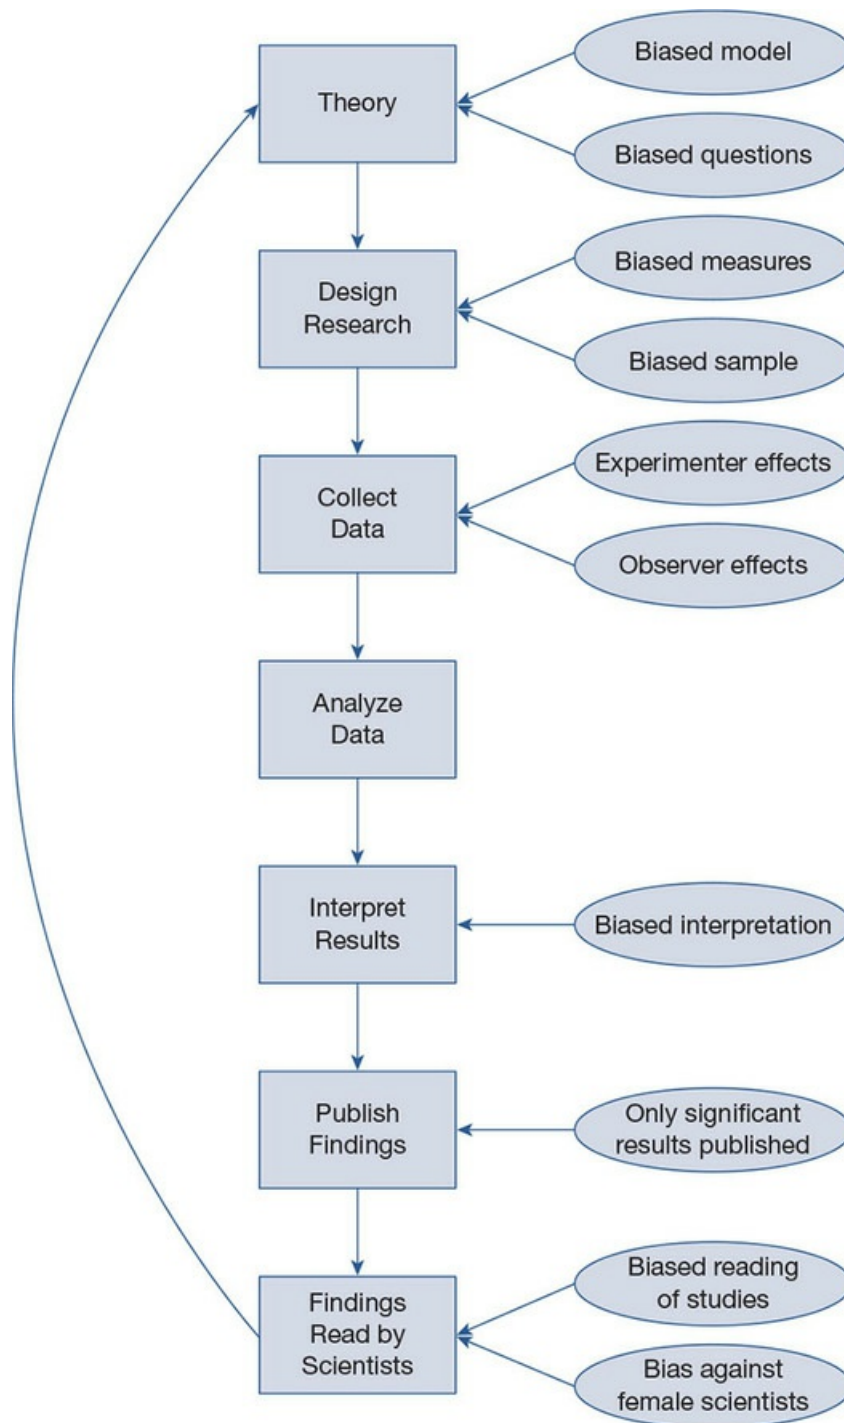 Theory
Biased model
Biased questions
Design
Research
Biased measures
Biased sample
Collect
Data
Experimenter effects
Observer effects
Analyze
Data
Interpret
Results
Biased interpretation
Publish
Findings
Only significant
results published
Findings
Read by
Scientists
Biased reading
of studies
Bias against
female scientists